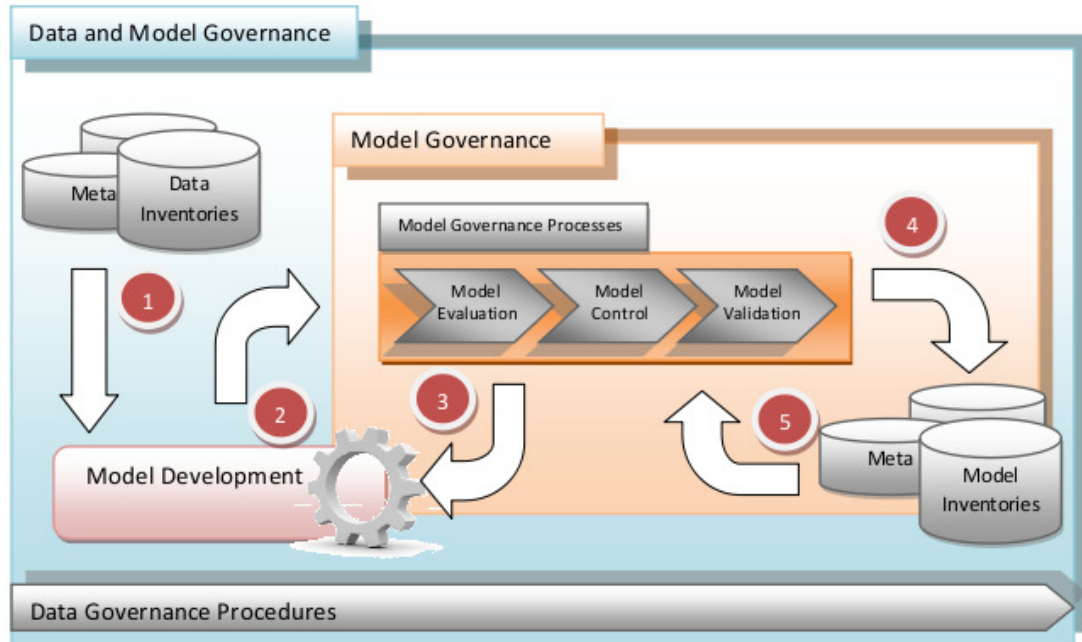 Data and Model Governance
Meta
Data
Inventories
1
2
Model Development
Model Governance
Model Governance Processes
Model
Evaluation
Model
Control
Model
Validation
3
4
5
Meta
Model
Inventories
Data Governance Procedures